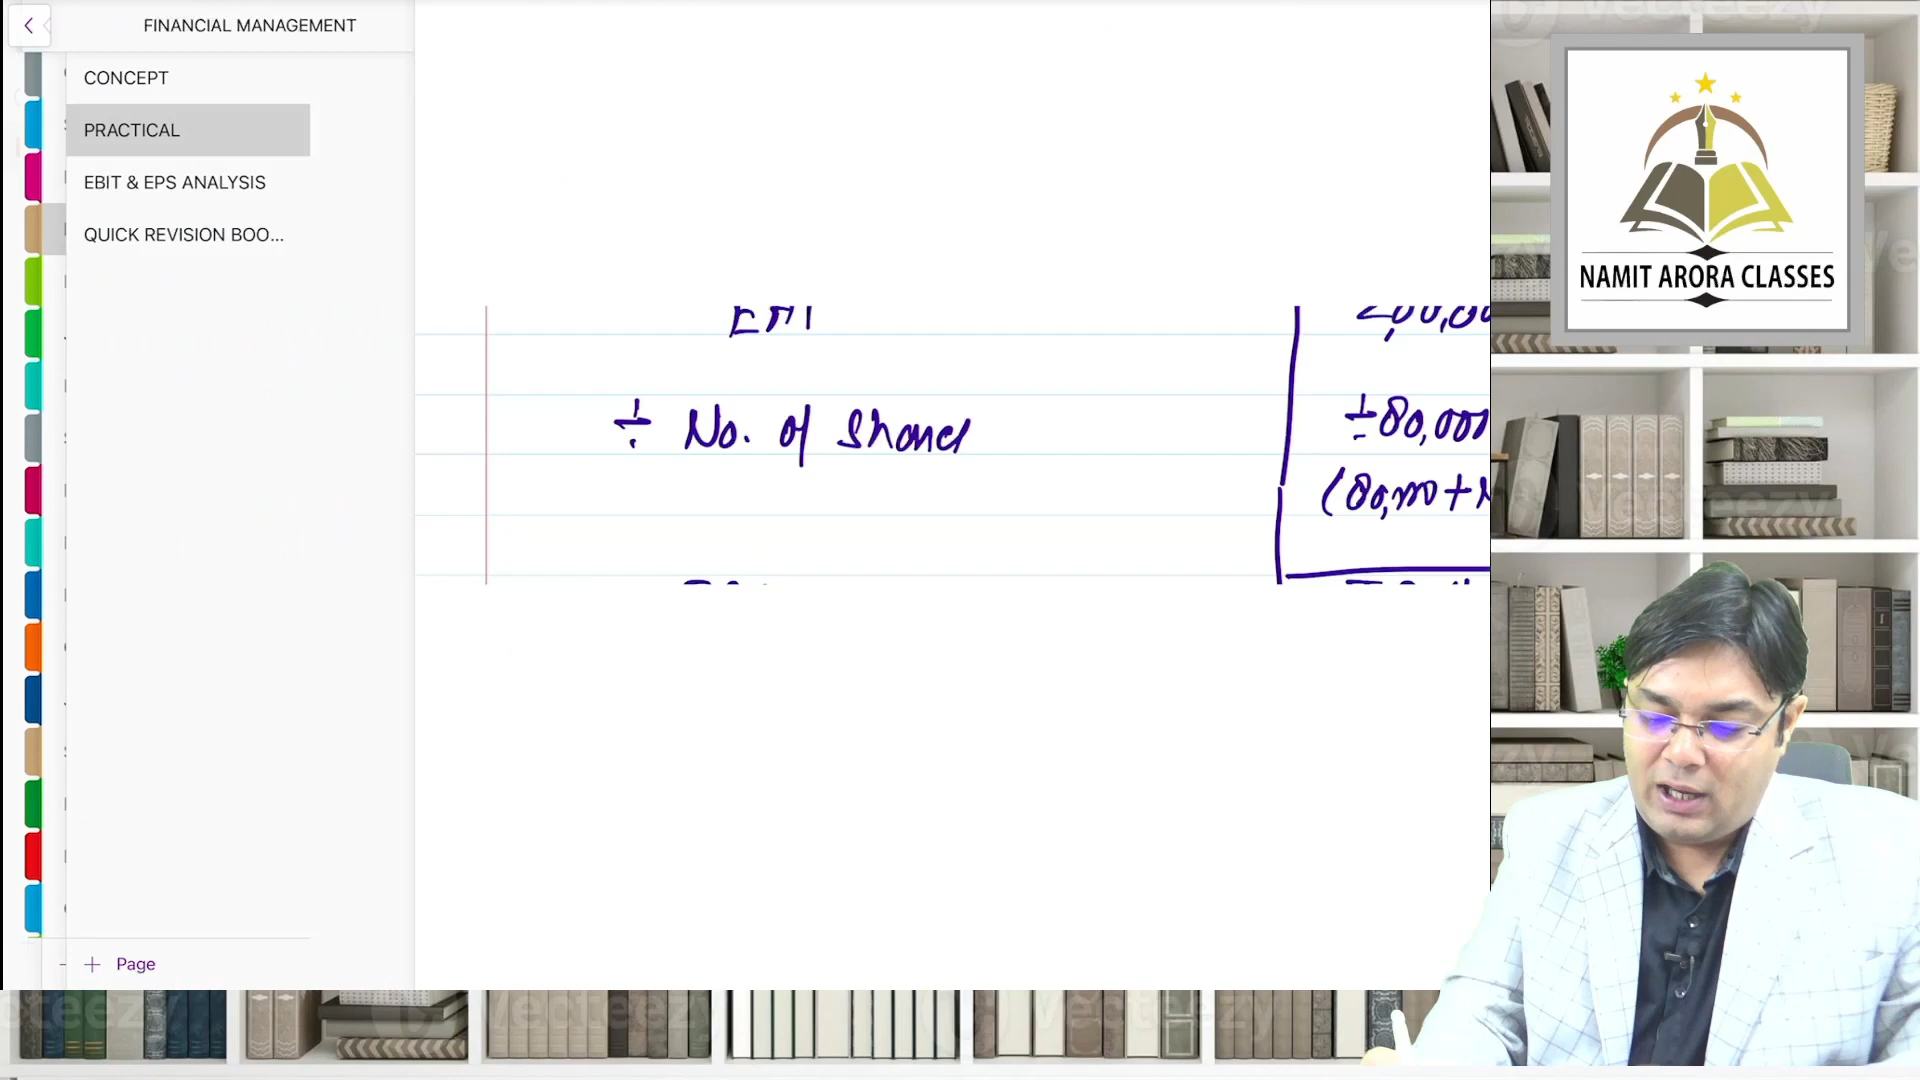 FINANCIAL MANAGEMENT
CONCEPT
PRACTICAL
EBIT & EPS ANALYSIS
QUICK REVISION BOO...
÷ No. of Shares
÷80,000
(80,000+
Page
NAMIT ARORA CLASSES
Vecteezy